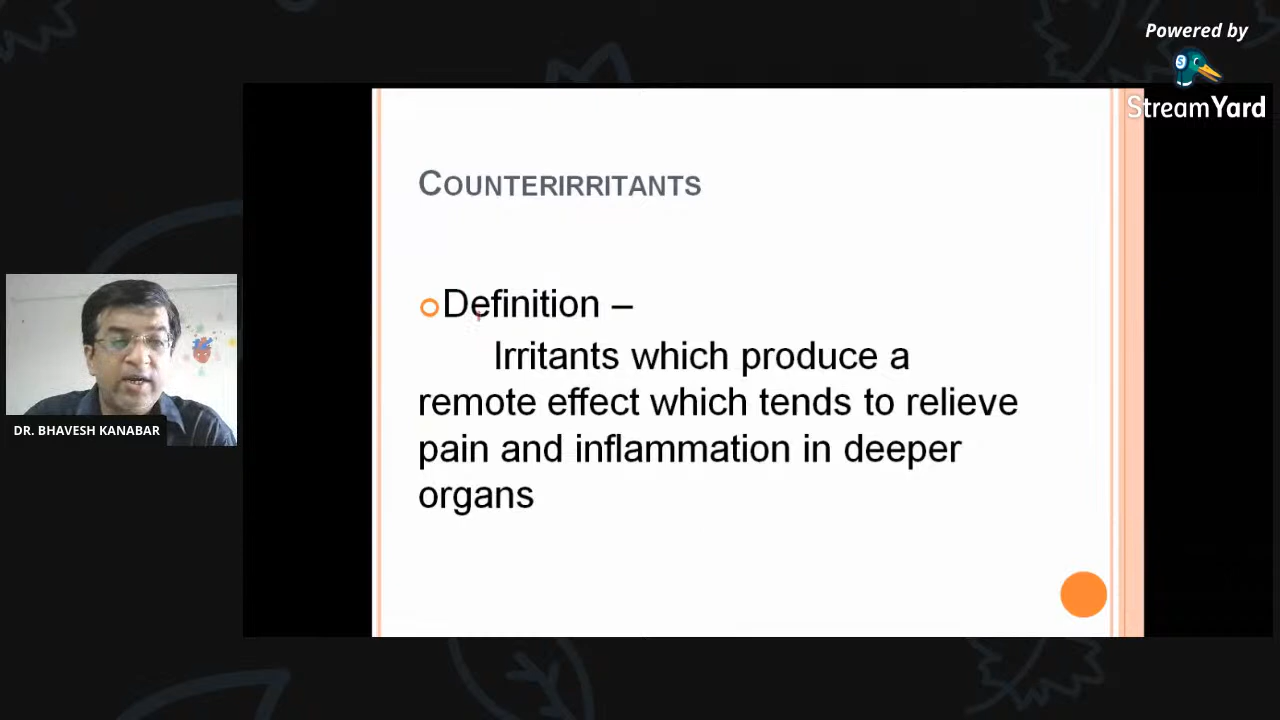 Powered by
StreamYard
COUNTERIRRITANTS
Definition –
Irritants which produce a
remote effect which tends to relieve
pain and inflammation in deeper
organs
DR. BHAVESH KANABAR